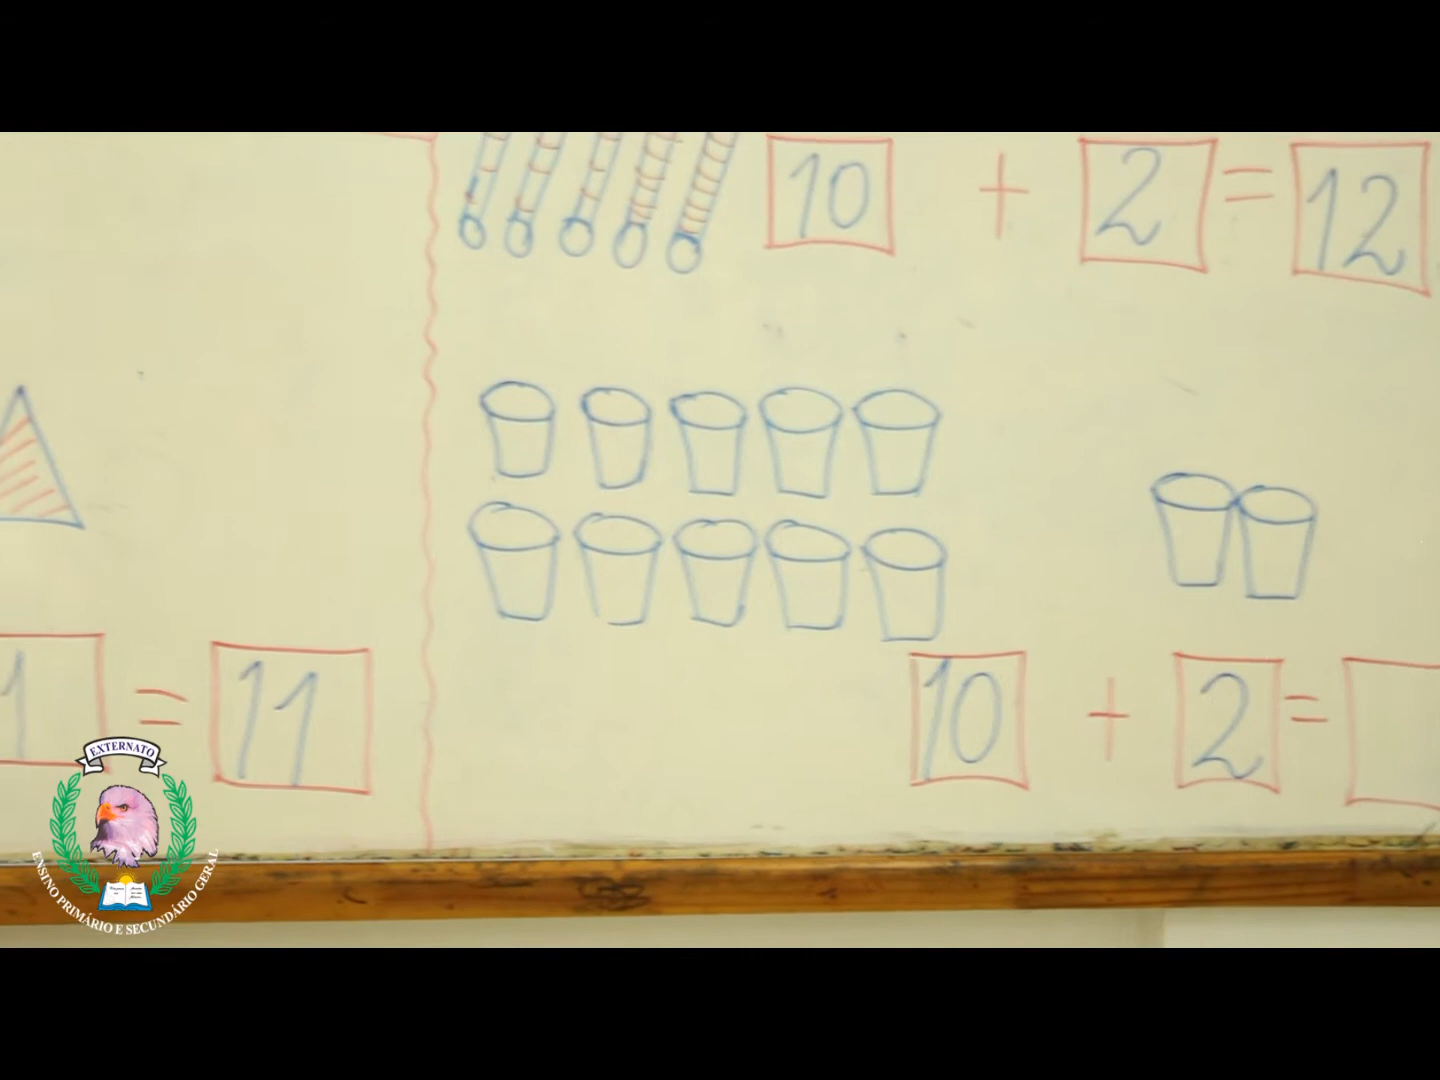 10 + 2 = 12
1 = 11
10 + 2 =
EXTERNATO
ENSINO PRIMÁRIO E SECUNDÁRIO GERAL